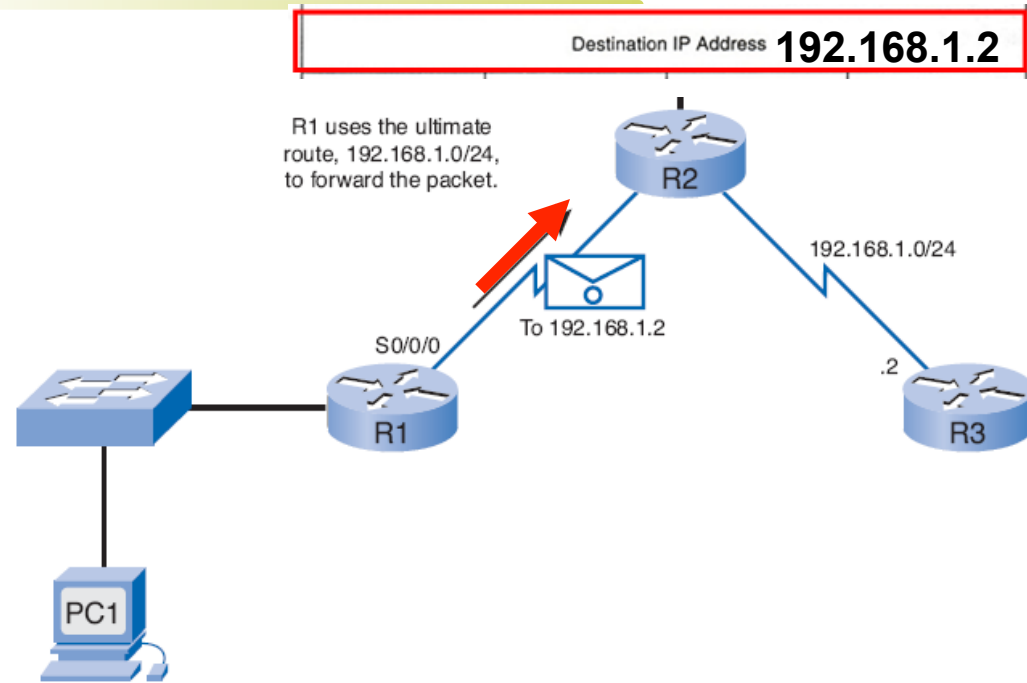 Destination IP Address 192.168.1.2
R1 uses the ultimate
route, 192.168.1.0/24,
to forward the packet.
R2
192.168.1.0/24
To 192.168.1.2
S0/0/0
.2
R1
R3
PC1